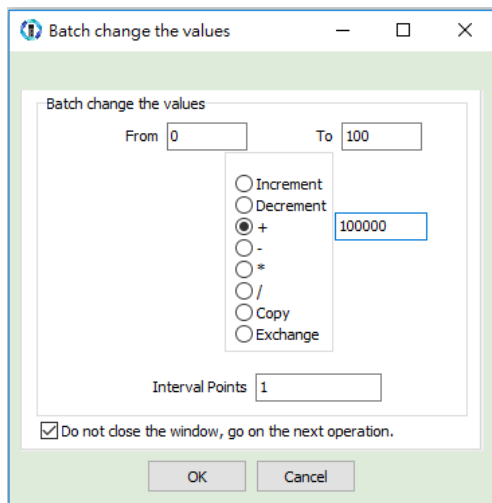 Batch change the values
Batch change the values
From 0 To 100
Increment
Decrement
+ 100000
-
*
/
Copy
Exchange
Interval Points 1
Do not close the window, go on the next operation.
OK Cancel